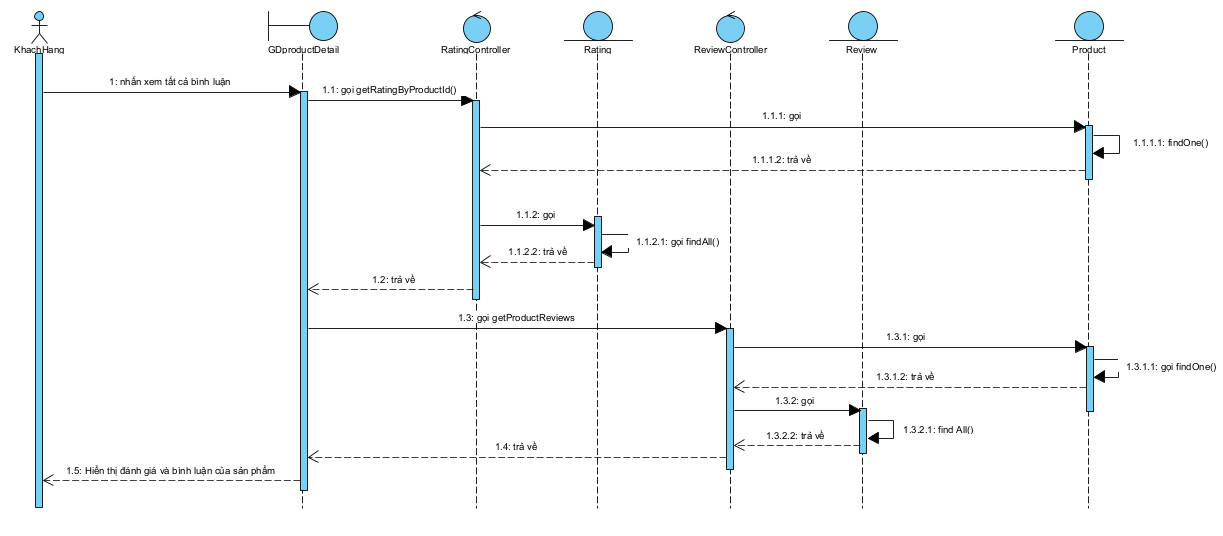 KhachHang
GDproductDetail
RatingController
Rating
ReviewController
Review
Product
1: nhấn xem tất cả bình luận
1.1: gọi getRatingByProductId()
1.1.1: gọi
1.1.1.1: findOne()
1.1.1.2: trả về
1.1.2: gọi
1.1.2.1: gọi findAll()
1.1.2.2: trả về
1.2: trả về
1.3: gọi getProductReviews
1.3.1: gọi
1.3.1.1: gọi findOne()
1.3.1.2: trả về
1.3.2: gọi
1.3.2.1: find All()
1.3.2.2: trả về
1.4: trả về
1.5: Hiển thị đánh giá và bình luận của sản phẩm